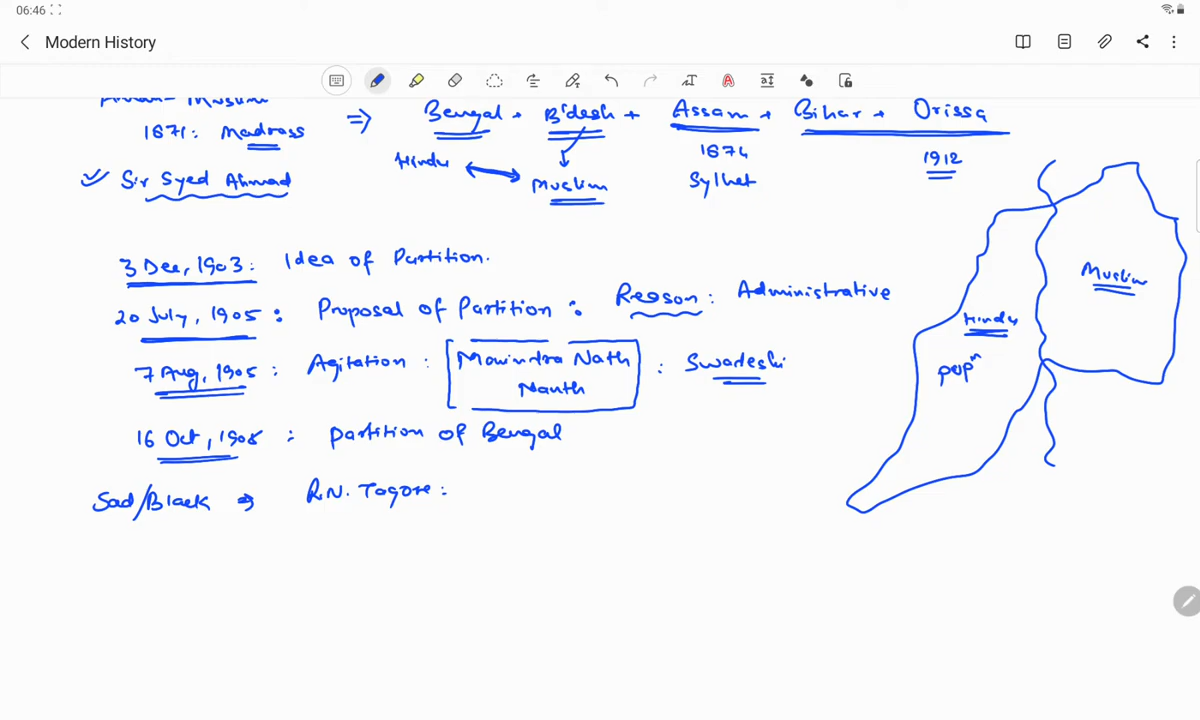 06:46
Modern History
1871: Madrass ⇒ Bengal + B'desh + Assam + Bihar + Orissa
Hindu ↔ Muslim
1874
Sylhet
1912
✓ Sir Syed Ahmad
3 Dec, 1903: Idea of Partition.
20 July, 1905: Proposal of Partition: Reason: Administrative
7 Aug, 1905: Agitation: Mowindra Nath Nanth : Swadeshi
16 Oct, 1905: Partition of Bengal
Sad/Black → R.N. Tagore:
Hindu
popn
Muslim